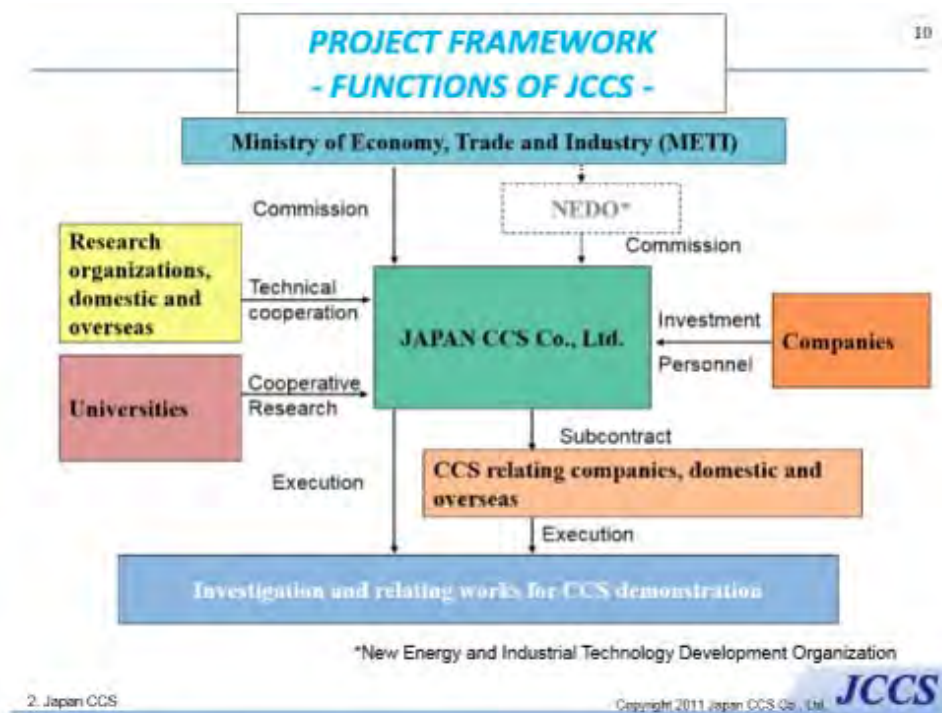 10
PROJECT FRAMEWORK
- FUNCTIONS OF JCCS -
Ministry of Economy, Trade and Industry (METI)
Commission
NEDO*
Commission
Research
organizations,
domestic and
overseas
Technical
cooperation
JAPAN CCS Co., Ltd.
Investment
Personnel
Companies
Universities
Cooperative
Research
Subcontract
CCS relating companies, domestic and
overseas
Execution
Execution
Investigation and relating works for CCS demonstration
*New Energy and Industrial Technology Development Organization
2. Japan CCS
Copyright 2011 Japan CCS Co., Ltd.
JCCS